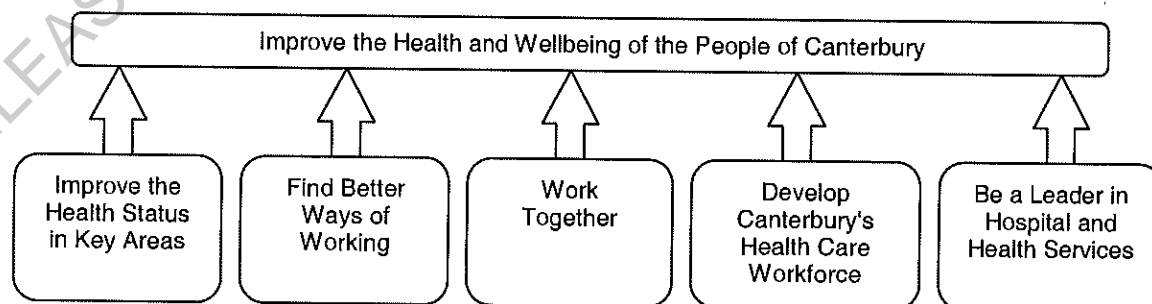 Improve the Health and Wellbeing of the People of Canterbury
Improve the
Health Status
in Key Areas
Find Better
Ways of
Working
Work
Together
Develop
Canterbury's
Health Care
Workforce
Be a Leader in
Hospital and
Health Services